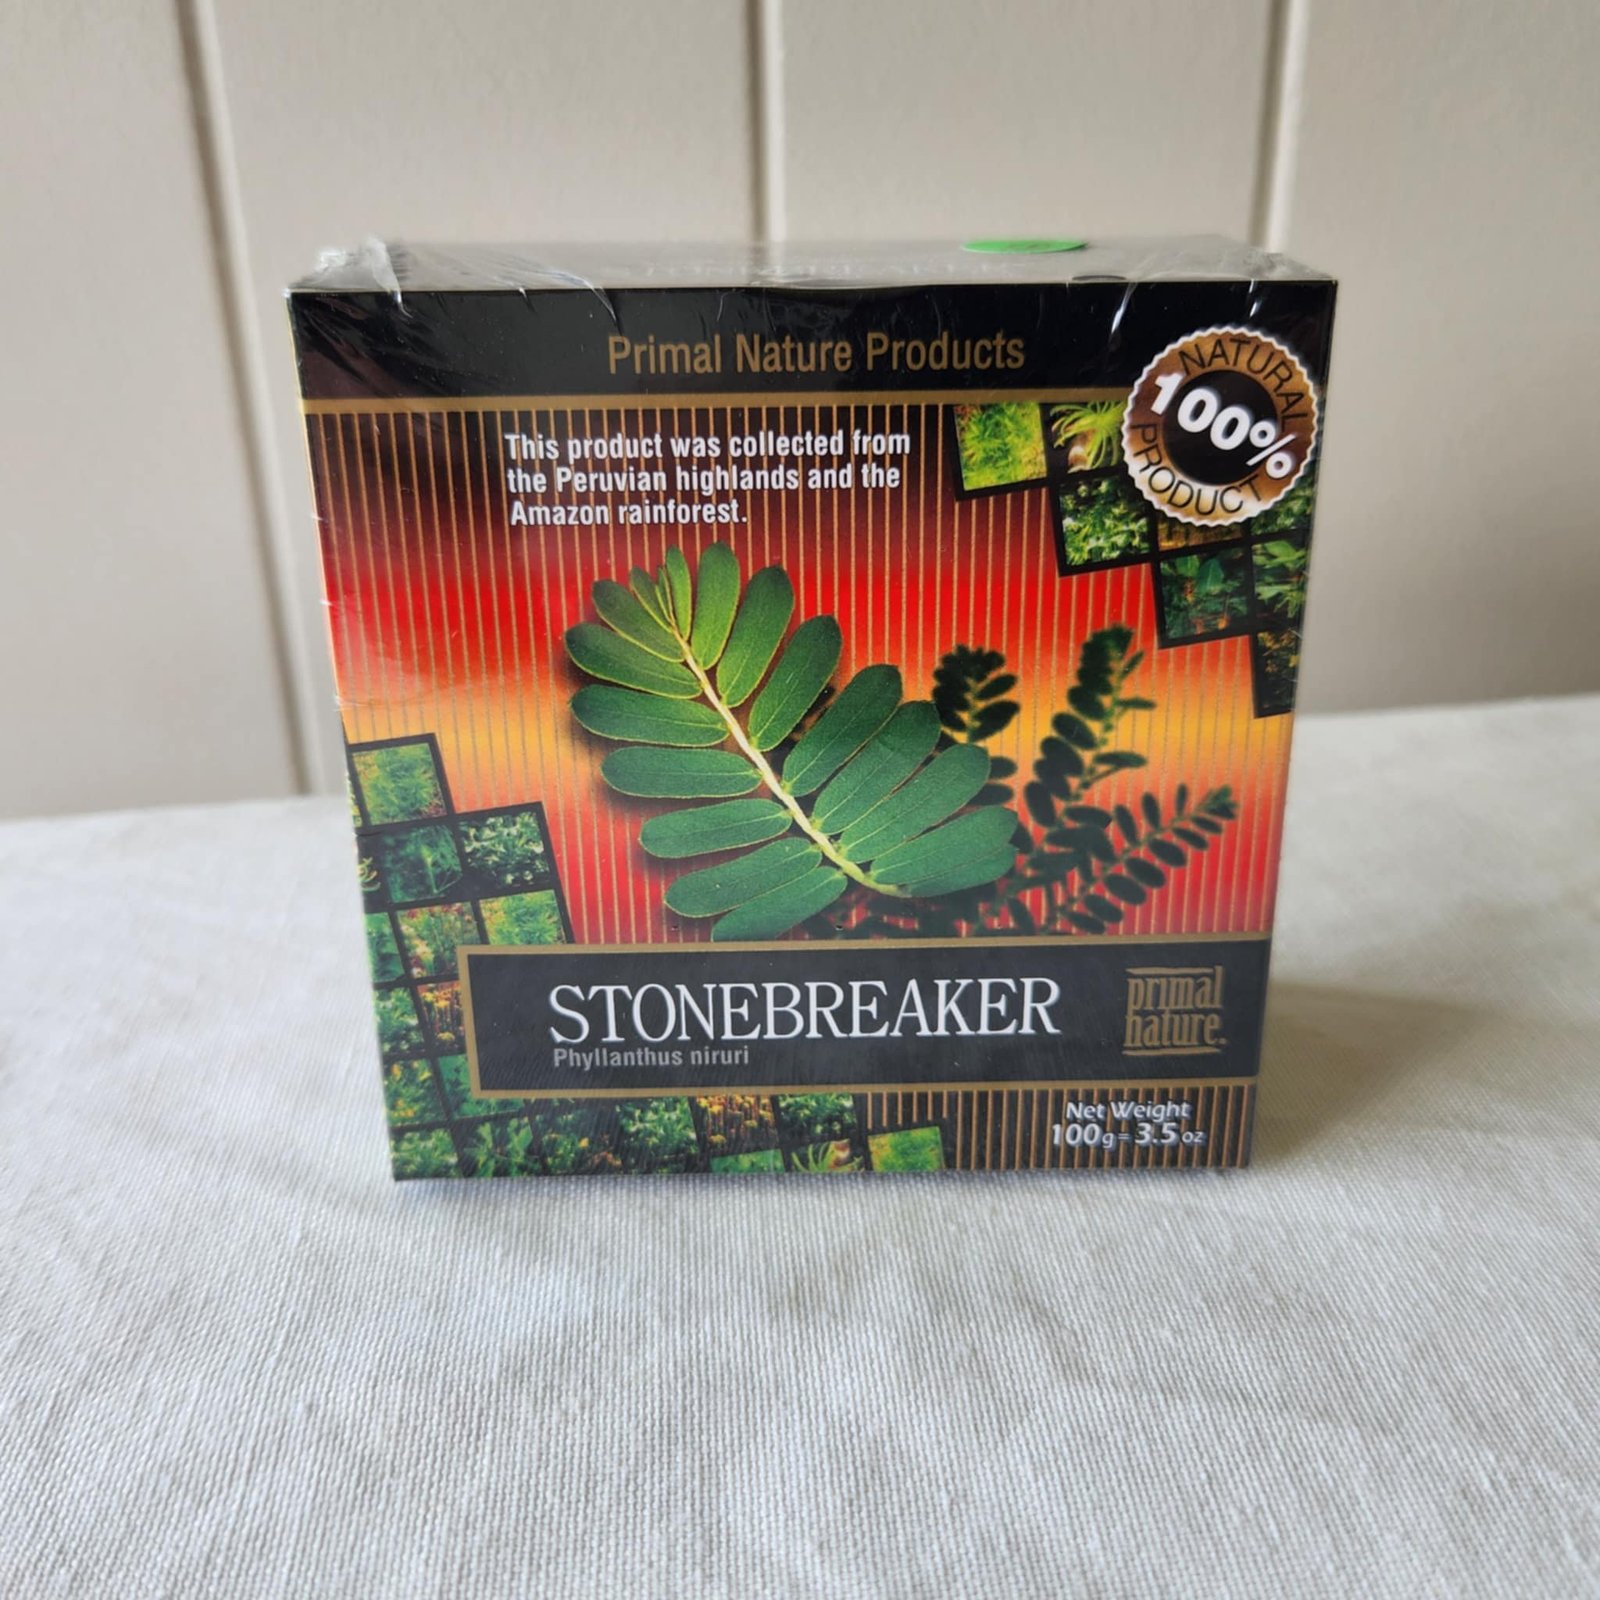 Primal Nature Products
NATURAL
100%
PRODUCT
This product was collected from
the Peruvian highlands and the
Amazon rainforest.
STONEBREAKER
Phyllanthus niruri
primal
nature.
Net Weight
100g = 3.5 oz